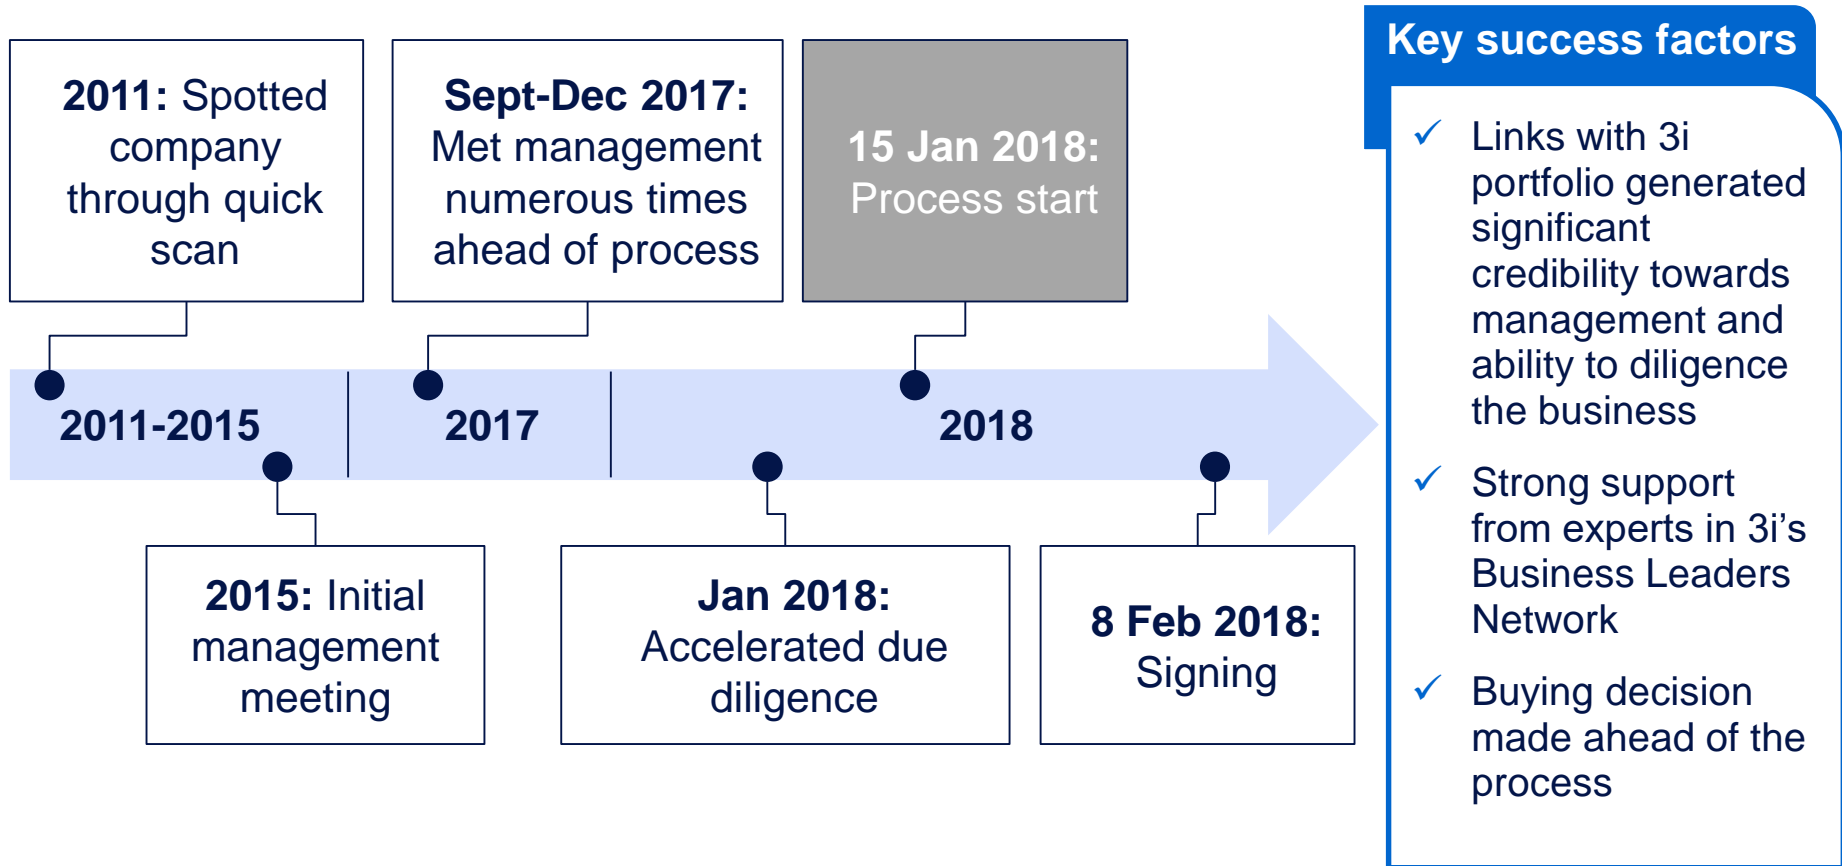 2011: Spotted
company
through quick
scan
Sept-Dec 2017:
Met management
numerous times
ahead of process
15 Jan 2018:
Process start
2011-2015
2017
2018
2015: Initial
management
meeting
Jan 2018:
Accelerated due
diligence
8 Feb 2018:
Signing
Key success factors
✓ Links with 3i
portfolio generated
significant
credibility towards
management and
ability to diligence
the business
✓ Strong support
from experts in 3i’s
Business Leaders
Network
✓ Buying decision
made ahead of the
process